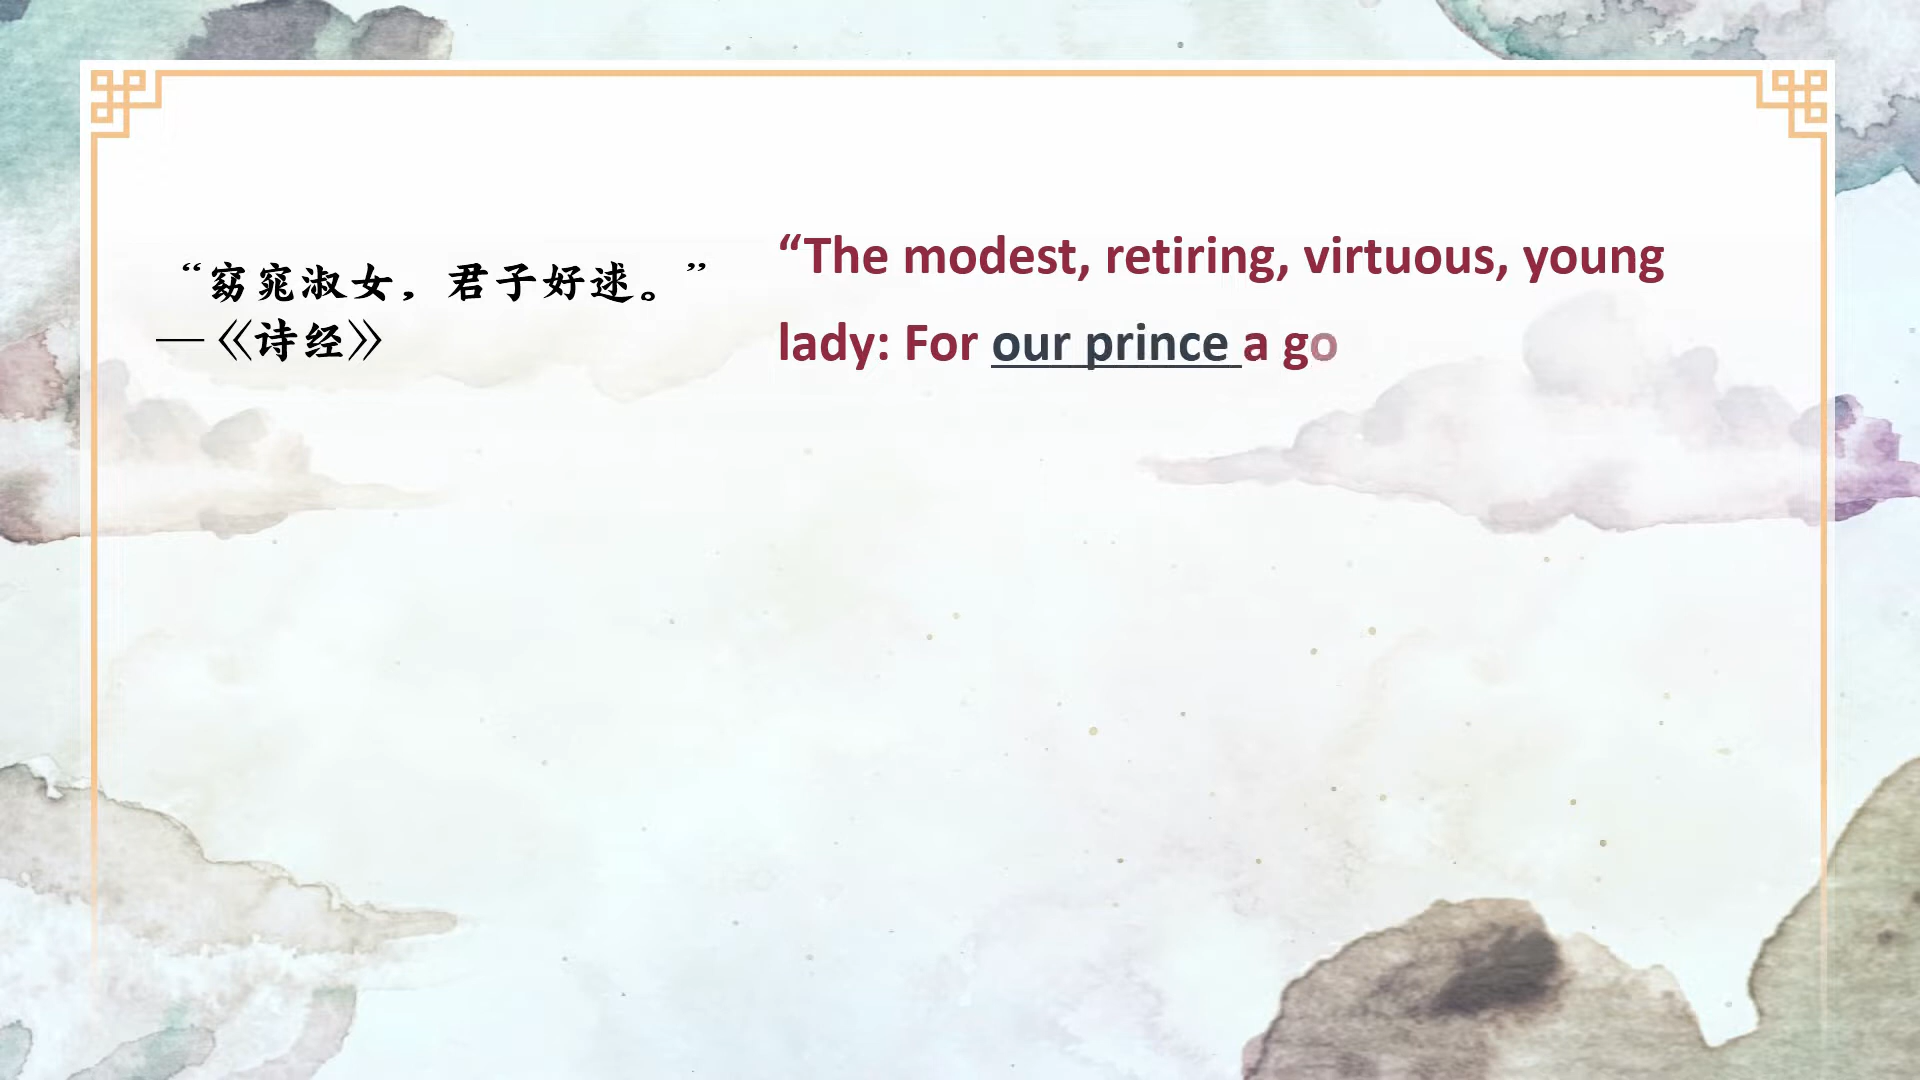 “窈窕淑女，君子好逑。”
—《诗经》
“The modest, retiring, virtuous, young
lady: For our prince a go